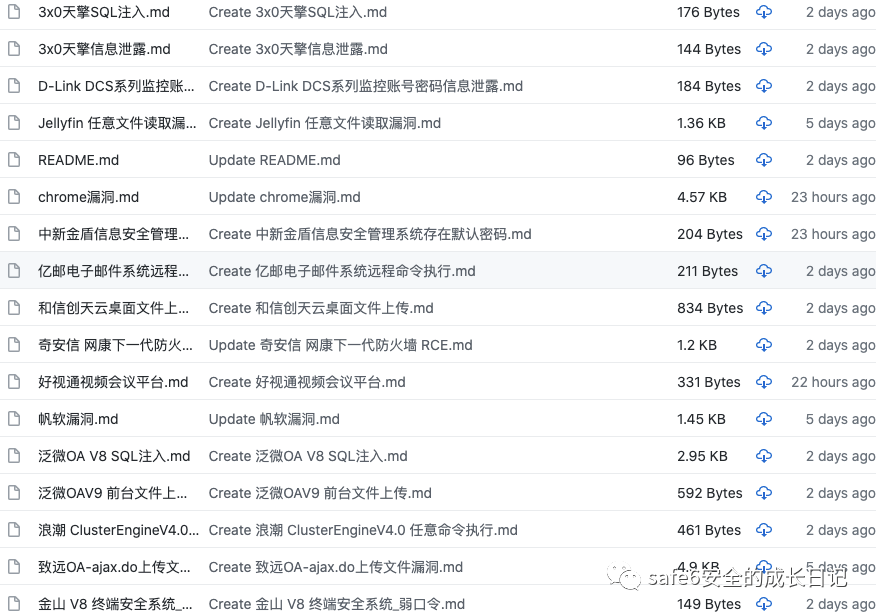 3x0天擎SQL注入.md Create 3x0天擎SQL注入.md 176 Bytes 2 days ago
3x0天擎信息泄露.md Create 3x0天擎信息泄露.md 144 Bytes 2 days ago
D-Link DCS系列监控账... Create D-Link DCS系列监控账号密码信息泄露.md 184 Bytes 2 days ago
Jellyfin 任意文件读取漏... Create Jellyfin 任意文件读取漏洞.md 1.36 KB 5 days ago
README.md Update README.md 96 Bytes 2 days ago
chrome漏洞.md Update chrome漏洞.md 4.57 KB 23 hours ago
中新金盾信息安全管理... Create 中新金盾信息安全管理系统存在默认密码.md 204 Bytes 23 hours ago
亿邮电子邮件系统远程... Create 亿邮电子邮件系统远程命令执行.md 211 Bytes 2 days ago
和信创天云桌面文件上... Create 和信创天云桌面文件上传.md 834 Bytes 2 days ago
奇安信 网康下一代防火... Update 奇安信 网康下一代防火墙 RCE.md 1.2 KB 2 days ago
好视通视频会议平台.md Create 好视通视频会议平台.md 331 Bytes 22 hours ago
帆软漏洞.md Update 帆软漏洞.md 1.45 KB 5 days ago
泛微OA V8 SQL注入.md Create 泛微OA V8 SQL注入.md 2.95 KB 2 days ago
泛微OAV9 前台文件上... Create 泛微OAV9 前台文件上传.md 592 Bytes 2 days ago
浪潮 ClusterEngineV4.0... Create 浪潮 ClusterEngineV4.0 任意命令执行.md 461 Bytes 2 days ago
致远OA-ajax.do上传文... Create 致远OA-ajax.do上传文件漏洞.md 4.9 KB 5 days ago
safe6安全的成长日记
金山 V8 终端安全系统_... Create 金山 V8 终端安全系统_弱口令.md 149 Bytes 2 days ago